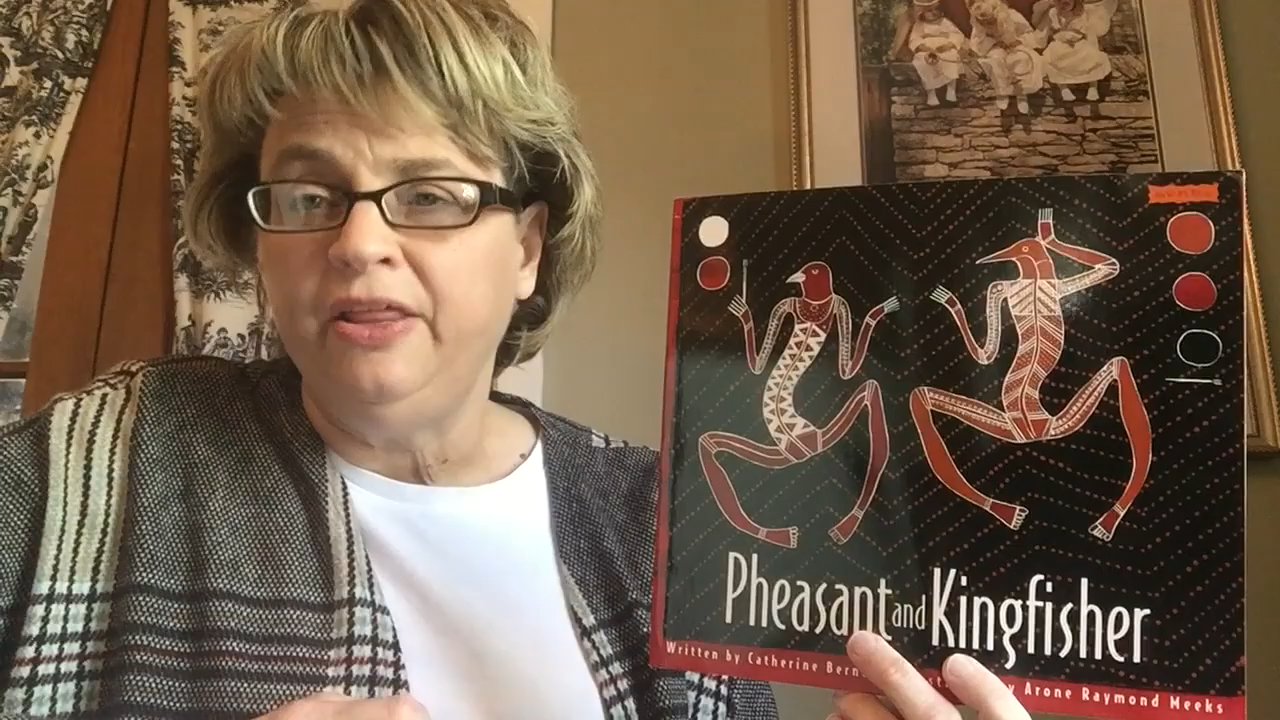 Pheasant and Kingfisher
Written by Catherine Bern Arone Raymond Meeks